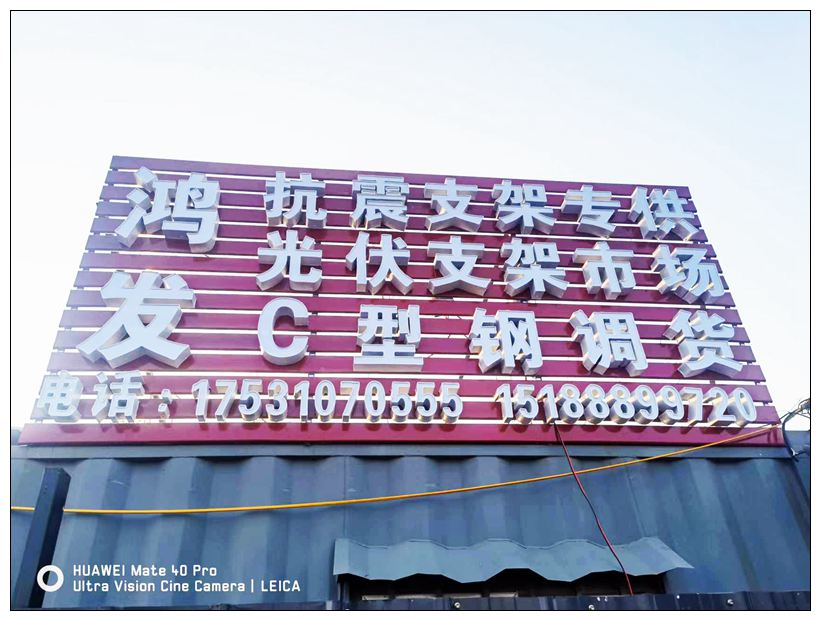 鸿发
抗震支架专供
光伏支架市场
C型钢调货
电话：17531070555 15188899720
HUAWEI Mate 40 Pro
Ultra Vision Cine Camera | LEICA